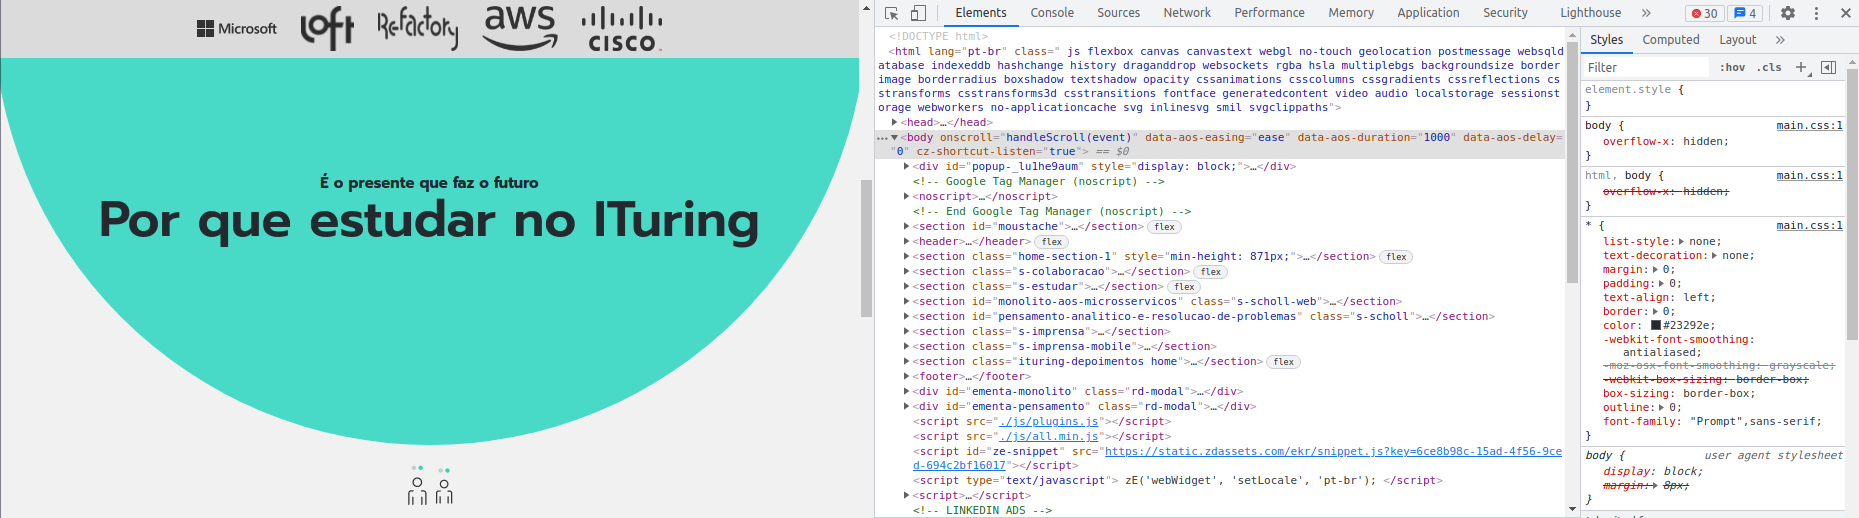 Microsoft
loft
Refactory
aws
CISCO
É o presente que faz o futuro
Por que estudar no ITuring
Elements Console Sources Network Performance Memory Application Security Lighthouse » 30 4
<!DOCTYPE html>
<html lang="pt-br" class=" js flexbox canvas canvastext webgl no-touch geolocation postmessage websqld
atabase indexeddb hashchange history draganddrop websockets rgba hsla multiplebgs backgroundsize border
image borderradius boxshadow textshadow opacity cssanimations csscolumns cssgradients cssreflections cs
stransforms csstransforms3d csstransitions fontface generatedcontent video audio localstorage sessionst
orage webworkers no-applicationcache svg inlinesvg smil svgclippaths">
<head>…</head>
<body onscroll="handleScroll(event)" data-aos-easing="ease" data-aos-duration="1000" data-aos-delay=
"0" cz-shortcut-listen="true"> == $0
<div id="popup-_lu1he9aum" style="display: block;">…</div>
<!-- Google Tag Manager (noscript) -->
<noscript>…</noscript>
<!-- End Google Tag Manager (noscript) -->
<section id="moustache">…</section> flex
<header>…</header> flex
<section class="home-section-1" style="min-height: 871px;">…</section> flex
<section class="s-colaboracao">…</section> flex
<section class="s-estudar">…</section> flex
<section id="monolito-aos-microsservicos" class="s-scholl-web">…</section>
<section id="pensamento-analitico-e-resolucao-de-problemas" class="s-scholl">…</section>
<section class="s-imprensa">…</section>
<section class="s-imprensa-mobile">…</section>
<section class="ituring-depoimentos home">…</section> flex
<footer>…</footer>
<div id="ementa-monolito" class="rd-modal">…</div>
<div id="ementa-pensamento" class="rd-modal">…</div>
<script src="./js/plugins.js"></script>
<script src="./js/all.min.js"></script>
<script id="ze-snippet" src="https://static.zdassets.com/ekr/snippet.js?key=6ce8b98c-15ad-4f56-9ce
d-694c2bf16017"></script>
<script type="text/javascript"> zE('webWidget', 'setLocale', 'pt-br'); </script>
<script>…</script>
<!-- LINKEDIN ADS -->
Styles Computed Layout »
Filter :hov .cls +
element.style {
}
body { main.css:1
overflow-x: hidden;
}
html, body { main.css:1
overflow-x: hidden;
}
* { main.css:1
list-style: none;
text-decoration: none;
margin: 0;
padding: 0;
text-align: left;
border: 0;
color: #23292e;
-webkit-font-smoothing:
antialiased;
-moz-osx-font-smoothing: grayscale;
-webkit-box-sizing: border-box;
box-sizing: border-box;
outline: 0;
font-family: "Prompt",sans-serif;
}
body { user agent stylesheet
display: block;
margin: 8px;
}